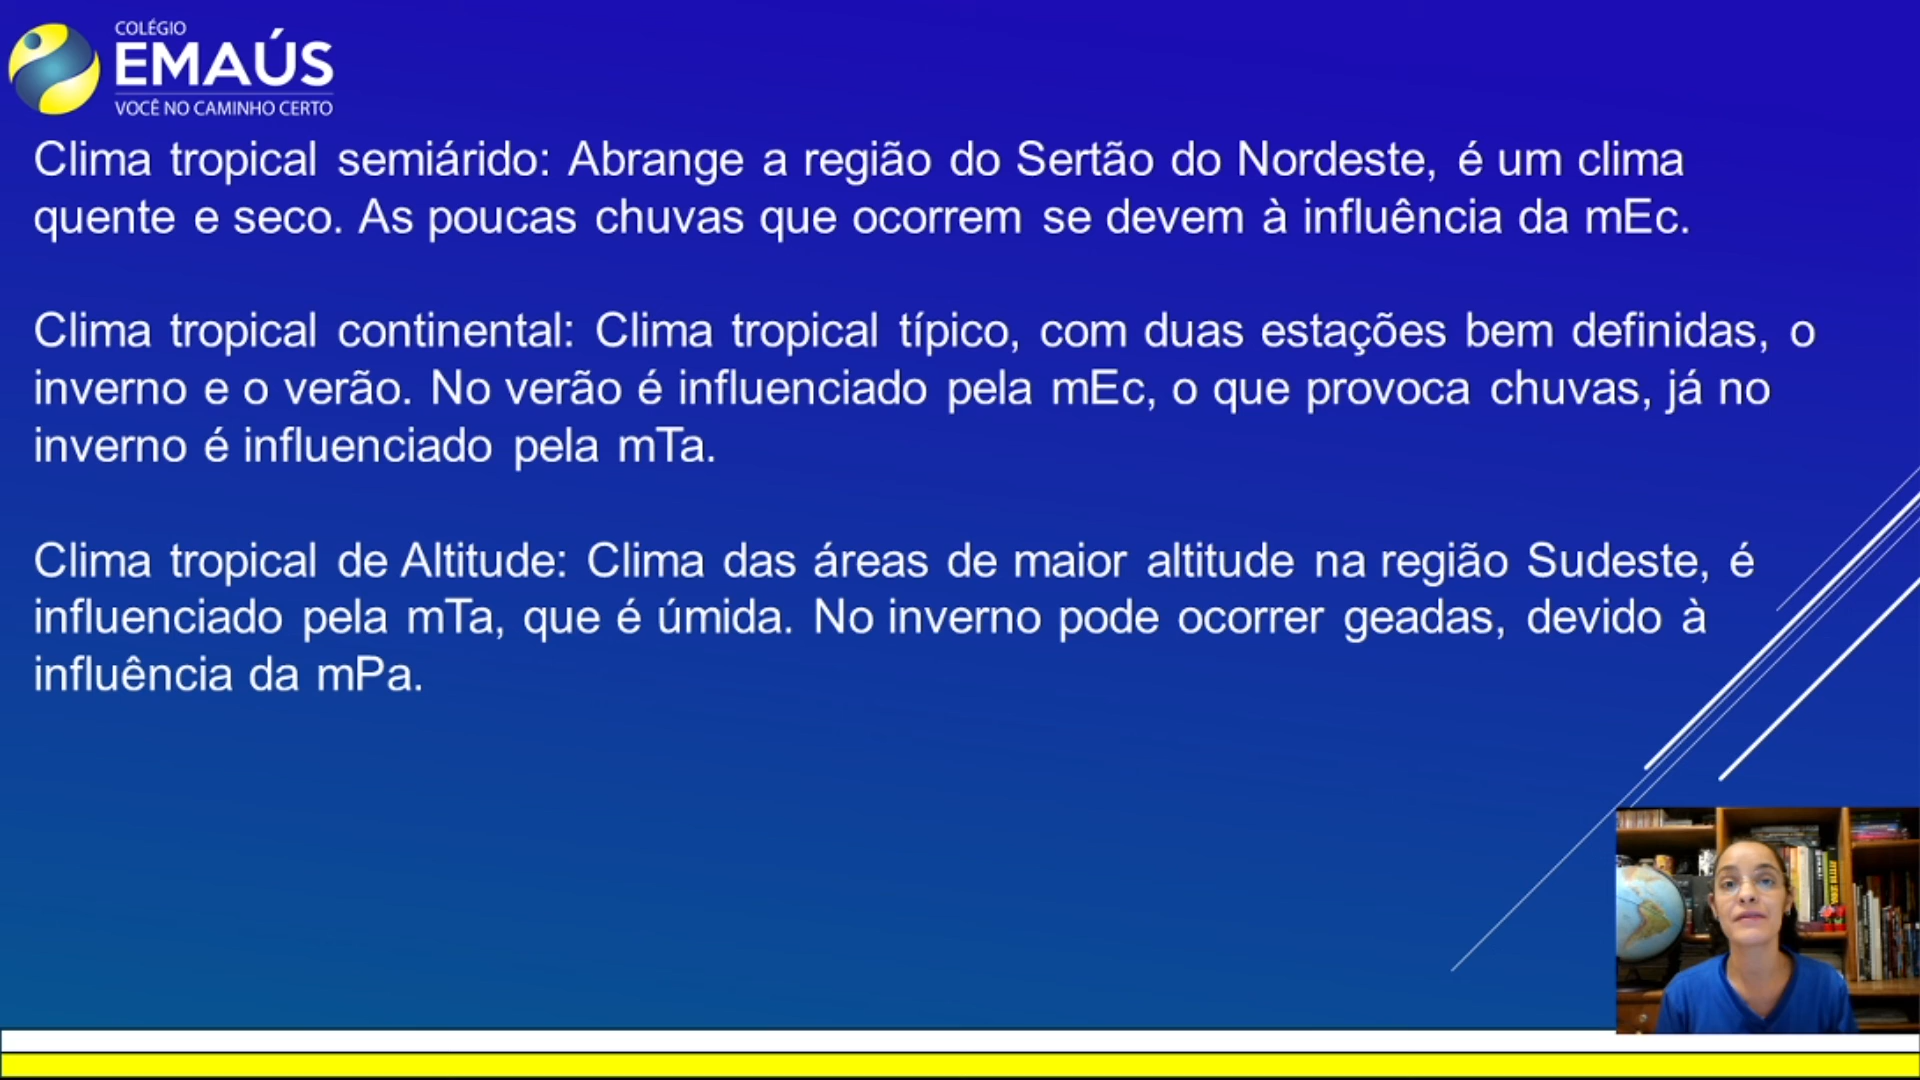 COLÉGIO
EMAÚS
VOCÊ NO CAMINHO CERTO
Clima tropical semiárido: Abrange a região do Sertão do Nordeste, é um clima
quente e seco. As poucas chuvas que ocorrem se devem à influência da mEc.
Clima tropical continental: Clima tropical típico, com duas estações bem definidas, o
inverno e o verão. No verão é influenciado pela mEc, o que provoca chuvas, já no
inverno é influenciado pela mTa.
Clima tropical de Altitude: Clima das áreas de maior altitude na região Sudeste, é
influenciado pela mTa, que é úmida. No inverno pode ocorrer geadas, devido à
influência da mPa.